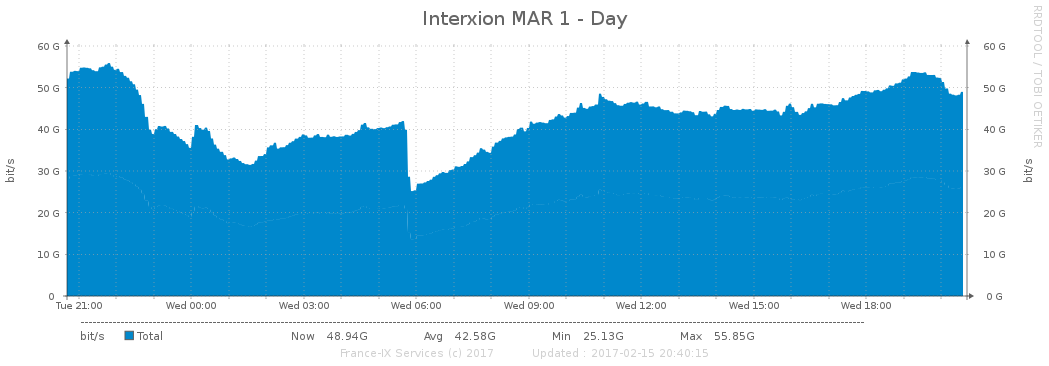 Interxion MAR 1 - Day
RRDTOOL / TOBI OETIKER
60 G 60 G
50 G 50 G
40 G 40 G
30 G 30 G
20 G 20 G
10 G 10 G
0 0 G
bit/s bit/s
Tue 21:00 Wed 00:00 Wed 03:00 Wed 06:00 Wed 09:00 Wed 12:00 Wed 15:00 Wed 18:00
bit/s Total Now 48.94G Avg 42.58G Min 25.13G Max 55.85G
France-IX Services (c) 2017 Updated : 2017-02-15 20:40:15